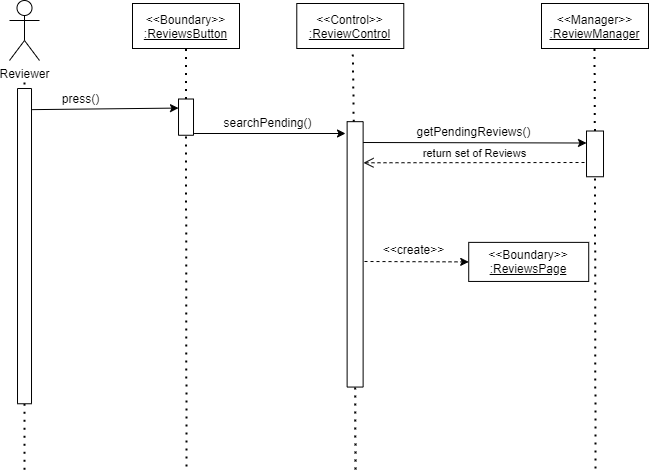 <<Boundary>>
:ReviewsButton
<<Control>>
:ReviewControl
<<Manager>>
:ReviewManager
Reviewer
press()
searchPending()
getPendingReviews()
return set of Reviews
<<create>>
<<Boundary>>
:ReviewsPage